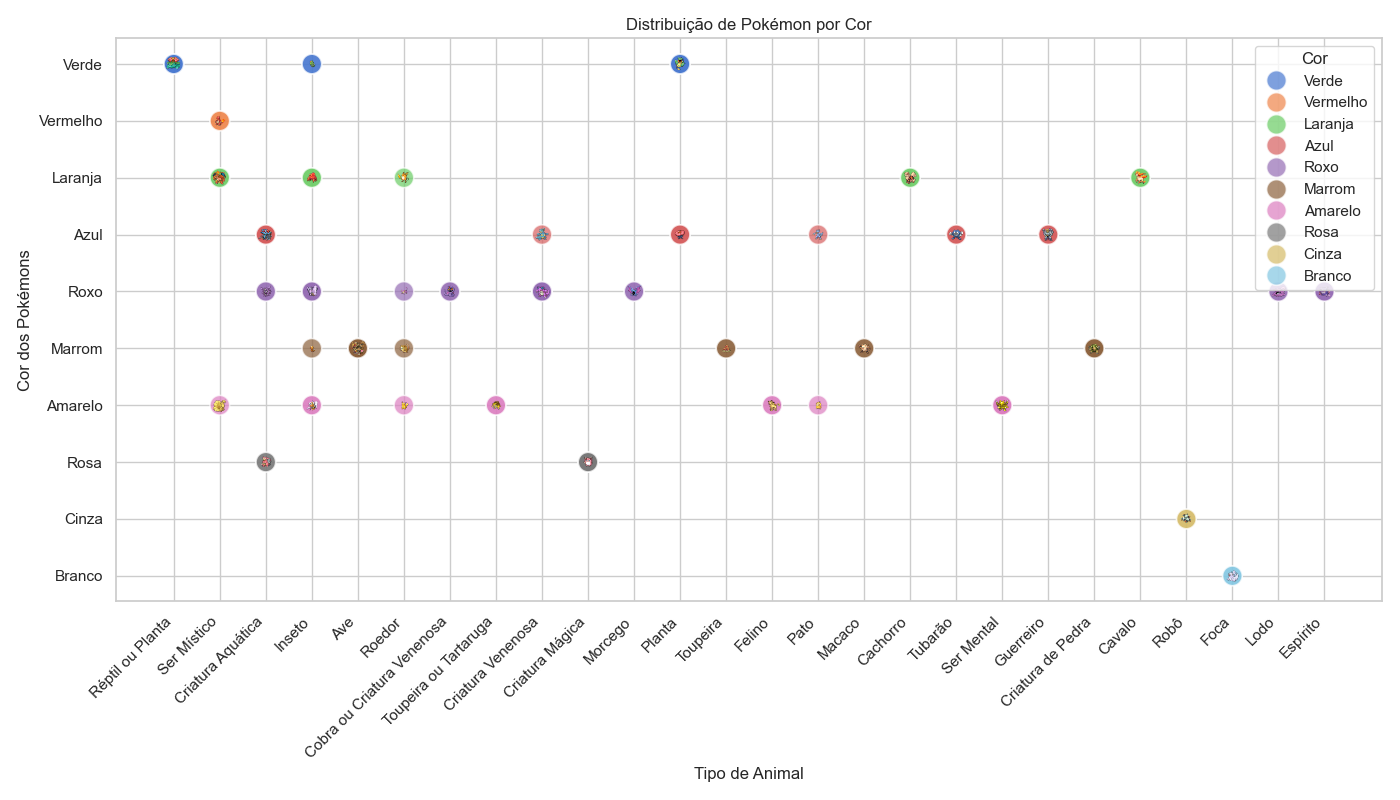 Distribuição de Pokémon por Cor
Cor dos Pokémons
Verde
Vermelho
Laranja
Azul
Roxo
Marrom
Amarelo
Rosa
Cinza
Branco
Cor
Verde
Vermelho
Laranja
Azul
Roxo
Marrom
Amarelo
Rosa
Cinza
Branco
Réptil ou Planta
Ser Místico
Criatura Aquática
Inseto
Ave
Roedor
Cobra ou Criatura Venenosa
Toupeira ou Tartaruga
Criatura Venenosa
Criatura Mágica
Morcego
Planta
Toupeira
Felino
Pato
Macaco
Cachorro
Tubarão
Ser Mental
Guerreiro
Criatura de Pedra
Cavalo
Robô
Foca
Lodo
Espírito
Tipo de Animal